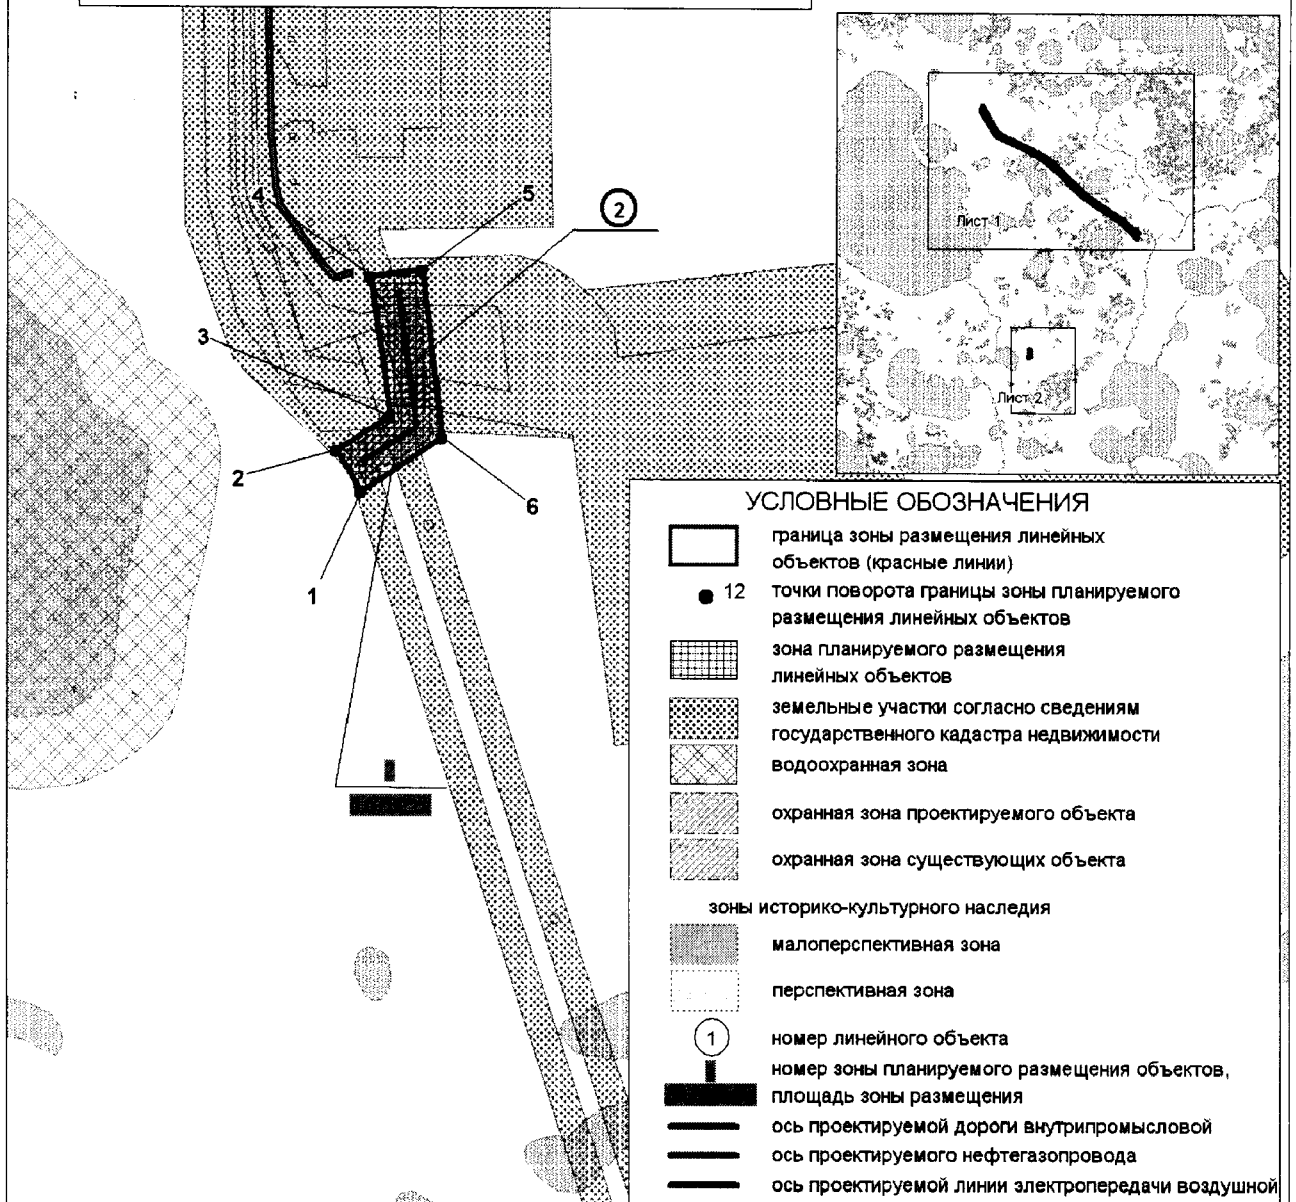 4
5
2
3
2
6
1
Лист 1
Лист 2
УСЛОВНЫЕ ОБОЗНАЧЕНИЯ
граница зоны размещения линейных
объектов (красные линии)
12 точки поворота границы зоны планируемого
размещения линейных объектов
зона планируемого размещения
линейных объектов
земельные участки согласно сведениям
государственного кадастра недвижимости
водоохранная зона
охранная зона проектируемого объекта
охранная зона существующих объекта
зоны историко-культурного наследия
малоперспективная зона
перспективная зона
1 номер линейного объекта
номер зоны планируемого размещения объектов,
площадь зоны размещения
ось проектируемой дороги внутрипромысловой
ось проектируемого нефтегазопровода
ось проектируемой линии электропередачи воздушной